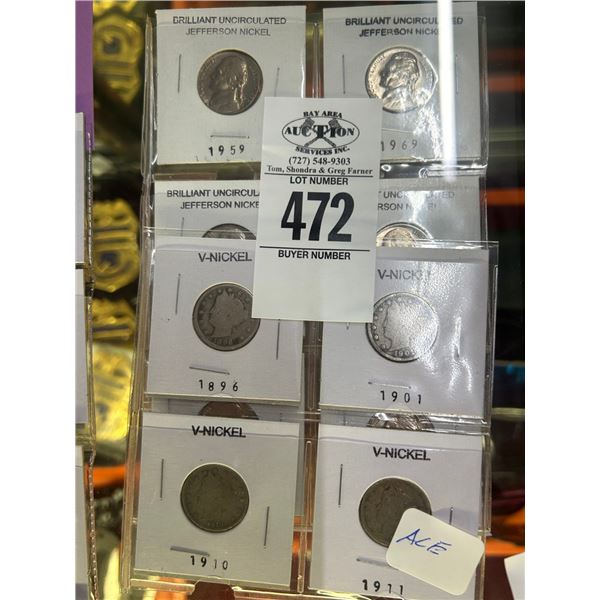 BRILLIANT UNCIRCULATED
JEFFERSON NICKEL
1959
BRILLIANT UNCIRCULATED
JEFFERSON NICKEL
1969
BAY AREA
AUCTION
SERVICES INC.
(727) 548-9303
Tom, Shondra & Greg Farner
LOT NUMBER
472
BUYER NUMBER
BRILLIANT UNCIRCULATED
JEFFERSON NICKEL
UNCIRCULATED
NICKEL
V-NICKEL
1896
V-NICKEL
1901
V-NICKEL
1910
V-NICKEL
1911
ACE